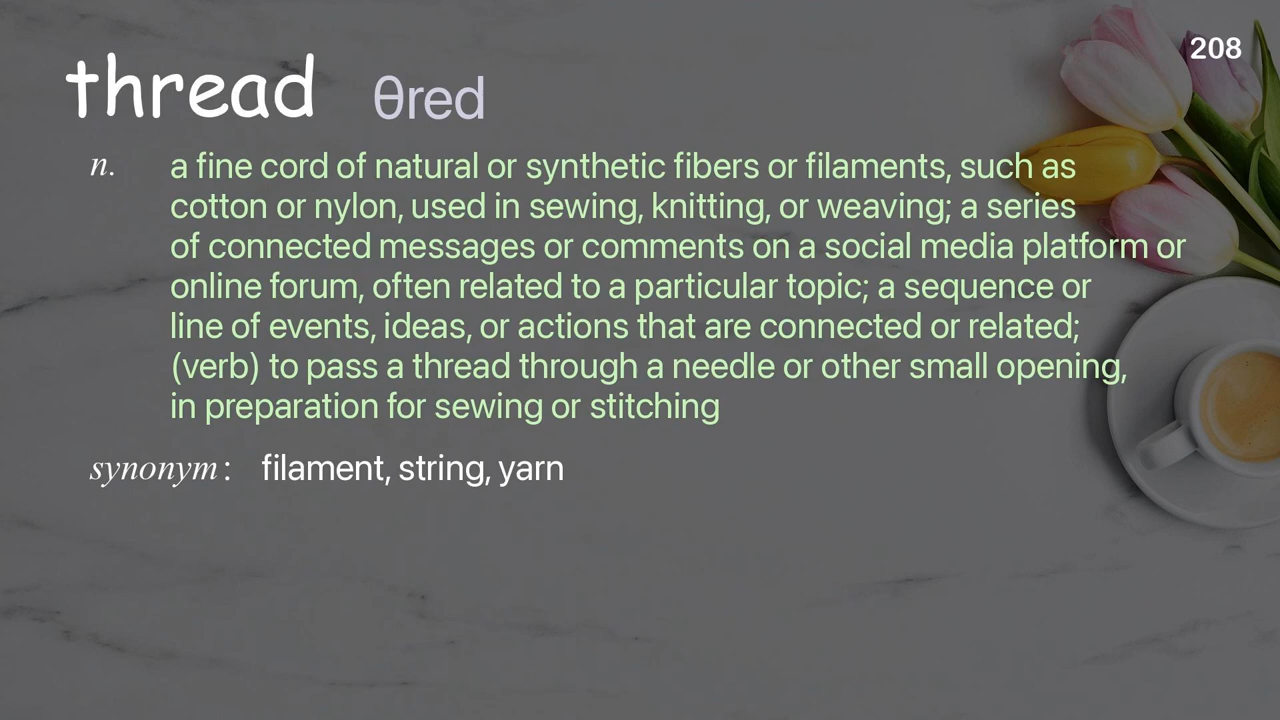 208
thread θred
n. a fine cord of natural or synthetic fibers or filaments, such as
cotton or nylon, used in sewing, knitting, or weaving; a series
of connected messages or comments on a social media platform or
online forum, often related to a particular topic; a sequence or
line of events, ideas, or actions that are connected or related;
(verb) to pass a thread through a needle or other small opening,
in preparation for sewing or stitching
synonym: filament, string, yarn